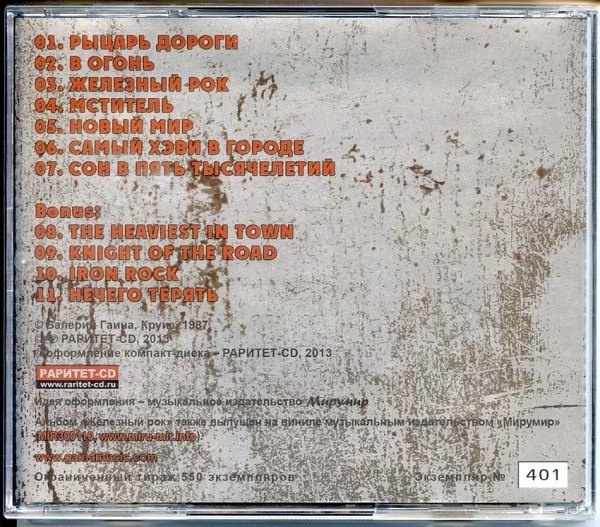 01. РЫЦАРЬ ДОРОГИ
02. В ОГОНЬ
03. ЖЕЛЕЗНЫЙ РОК
04. МСТИТЕЛЬ
05. НОВЫЙ МИР
06. САМЫЙ ХЭВИ В ГОРОДЕ
07. СОН В ПЯТЬ ТЫСЯЧЕЛЕТИЙ
Bonus:
08. THE HEAVIEST IN TOWN
09. KNIGHT OF THE ROAD
10. IRON ROCK
11. НЕЧЕГО ТЕРЯТЬ
© Валерий Гаина, Круиз, 1987
РАРИТЕТ-CD, 2013
оформление компакт-диска – РАРИТЕТ-CD, 2013
РАРИТЕТ-CD
www.raritet-cd.ru
Идея оформления – музыкальное издательство Мирумир
Альбом «Железный рок» также выпущен на виниле музыкальным издательством «Мирумир»
www.miru-mir.info)
Ограниченный тираж 550 экземпляров
Экземпляр № 401